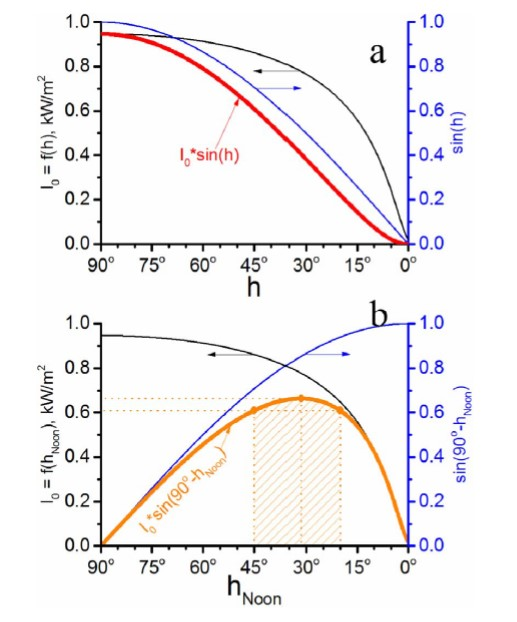 a
1.0
0.8
0.6
0.4
0.2
0.0
I₀ = f(h), kW/m²
1.0
0.8
0.6
0.4
0.2
0.0
sin(h)
I₀*sin(h)
90° 75° 60° 45° 30° 15° 0°
h
b
1.0
0.8
0.6
0.4
0.2
0.0
I₀ = f(hNoon), kW/m²
1.0
0.8
0.6
0.4
0.2
0.0
sin(90°-hNoon)
I₀*sin(90°-hNoon)
90° 75° 60° 45° 30° 15° 0°
hNoon